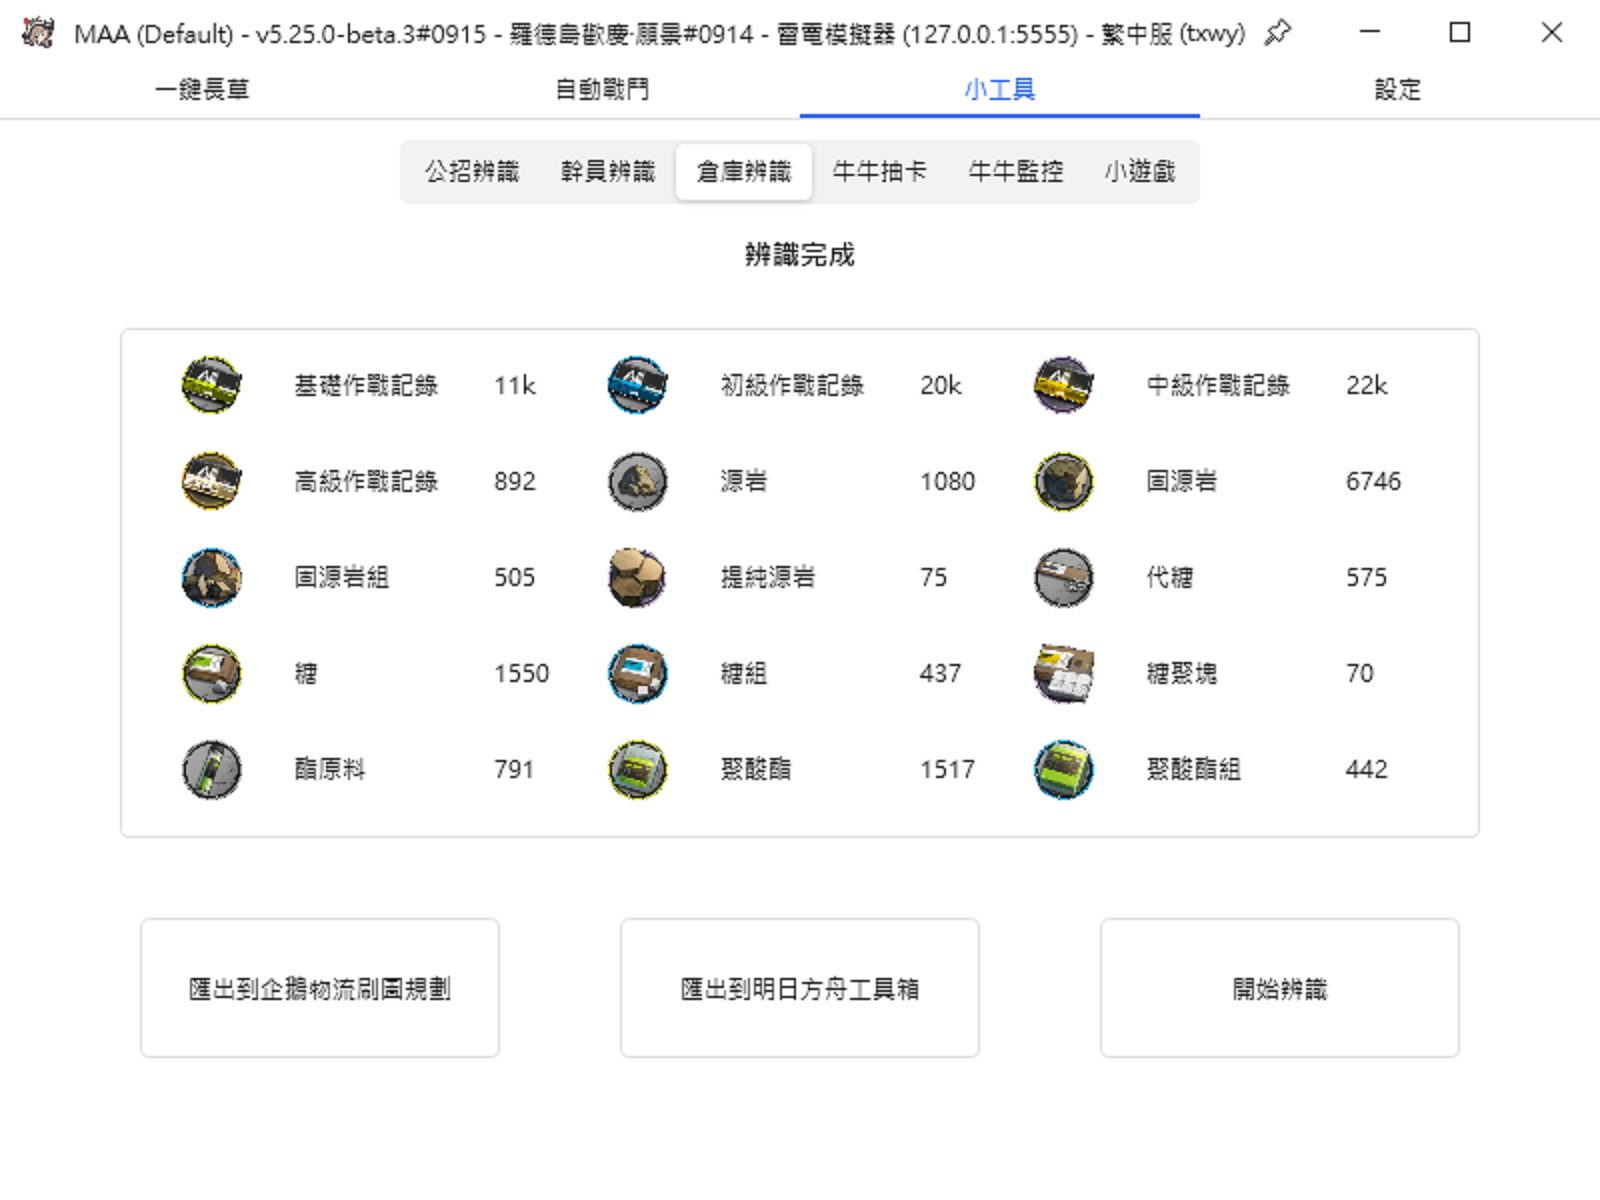 MAA (Default) - v5.25.0-beta.3#0915 - 羅德島歡慶·願景#0914 - 雷電模擬器 (127.0.0.1:5555) - 繁中服 (txwy)
一鍵長草 自動戰鬥 小工具 設定
公招辨識 幹員辨識 倉庫辨識 牛牛抽卡 牛牛監控 小遊戲
辨識完成
基礎作戰記錄 11k 初級作戰記錄 20k 中級作戰記錄 22k
高級作戰記錄 892 源岩 1080 固源岩 6746
固源岩組 505 提純源岩 75 代糖 575
糖 1550 糖組 437 糖聚塊 70
酯原料 791 聚酸酯 1517 聚酸酯組 442
匯出到企鵝物流刷圖規劃 匯出到明日方舟工具箱 開始辨識